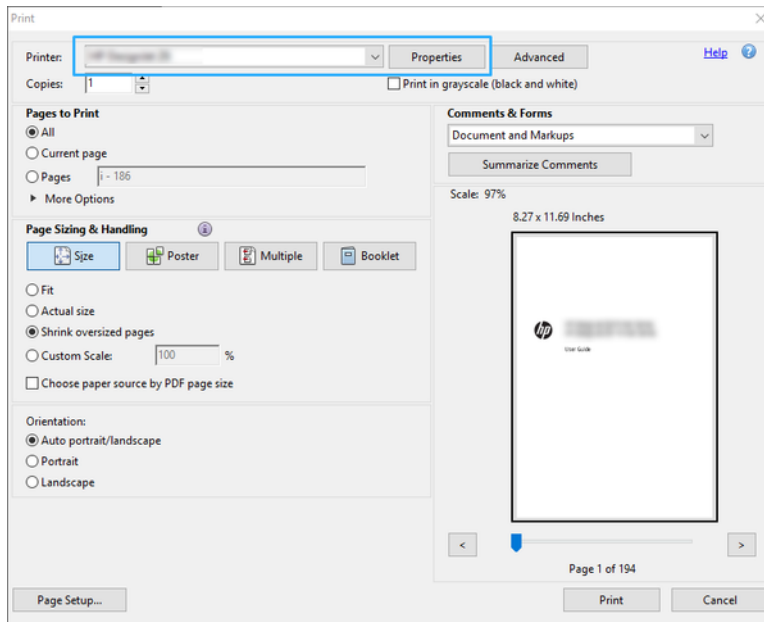 Print
Printer: Properties Advanced Help
Copies: 1 Print in grayscale (black and white)
Pages to Print
All
Current page
Pages i - 186
More Options
Comments & Forms
Document and Markups
Summarize Comments
Scale: 97%
8.27 x 11.69 Inches
Page Sizing & Handling
Size Poster Multiple Booklet
Fit
Actual size
Shrink oversized pages
Custom Scale: 100 %
Choose paper source by PDF page size
Orientation:
Auto portrait/landscape
Portrait
Landscape
hp
User Guide
< >
Page 1 of 194
Page Setup... Print Cancel